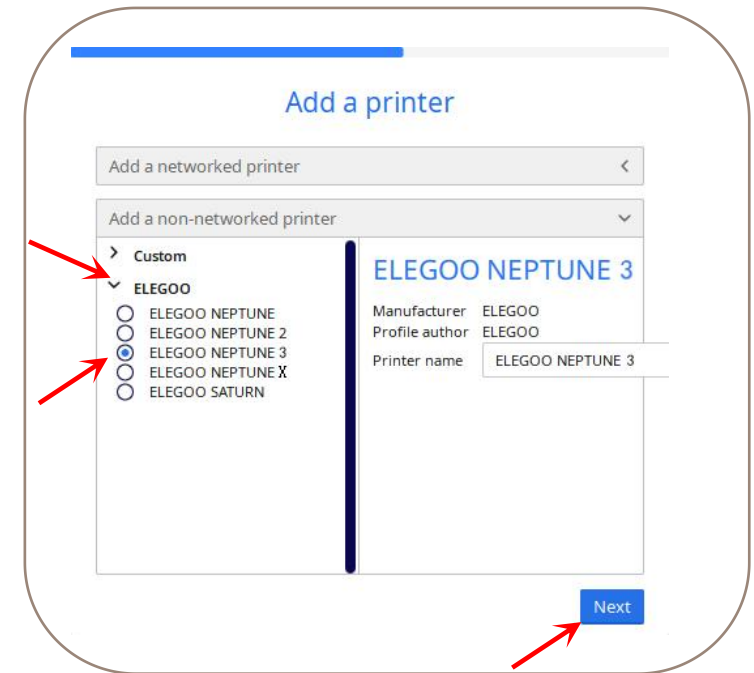 Add a printer
Add a networked printer
Add a non-networked printer
Custom
ELEGOO
ELEGOO NEPTUNE
ELEGOO NEPTUNE 2
ELEGOO NEPTUNE 3
ELEGOO NEPTUNE X
ELEGOO SATURN
ELEGOO NEPTUNE 3
Manufacturer ELEGOO
Profile author ELEGOO
Printer name ELEGOO NEPTUNE 3
Next